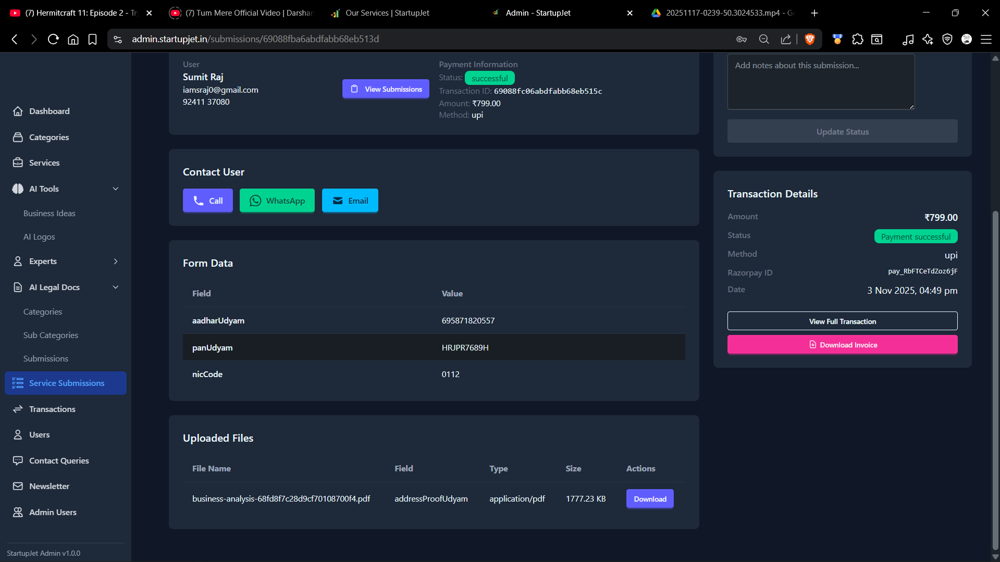 (7) Hermitcraft 11: Episode 2 - Tr
(7) Tum Mere Official Video | Darshan
Our Services | StartupJet
Admin - StartupJet
20251117-0239-50.3024533.mp4 - Go
admin.startupjet.in/submissions/69088fba6abdfabb68eb513d
Dashboard
Categories
Services
AI Tools
Business Ideas
AI Logos
Experts
AI Legal Docs
Categories
Sub Categories
Submissions
Service Submissions
Transactions
Users
Contact Queries
Newsletter
Admin Users
StartupJet Admin v1.0.0
User
Sumit Raj
iamsraj0@gmail.com
92411 37080
View Submissions
Payment Information
Status: successful
Transaction ID: 69088fc06abdfabb68eb515c
Amount: ₹799.00
Method: upi
Contact User
Call
WhatsApp
Email
Form Data
Field Value
aadharUdyam 695871820557
panUdyam HRJPR7689H
nicCode 0112
Uploaded Files
File Name Field Type Size Actions
business-analysis-68fd8f7c28d9cf70108700f4.pdf addressProofUdyam application/pdf 1777.23 KB Download
Add notes about this submission...
Update Status
Transaction Details
Amount ₹799.00
Status Payment successful
Method upi
Razorpay ID pay_RbFTCeTdZoz6jF
Date 3 Nov 2025, 04:49 pm
View Full Transaction
Download Invoice